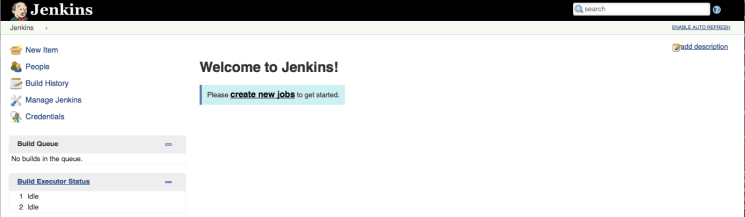 Jenkins
search
Jenkins
ENABLE AUTO REFRESH
add description
New Item
People
Build History
Manage Jenkins
Credentials
Build Queue
No builds in the queue.
Build Executor Status
1 Idle
2 Idle
Welcome to Jenkins!
Please create new jobs to get started.